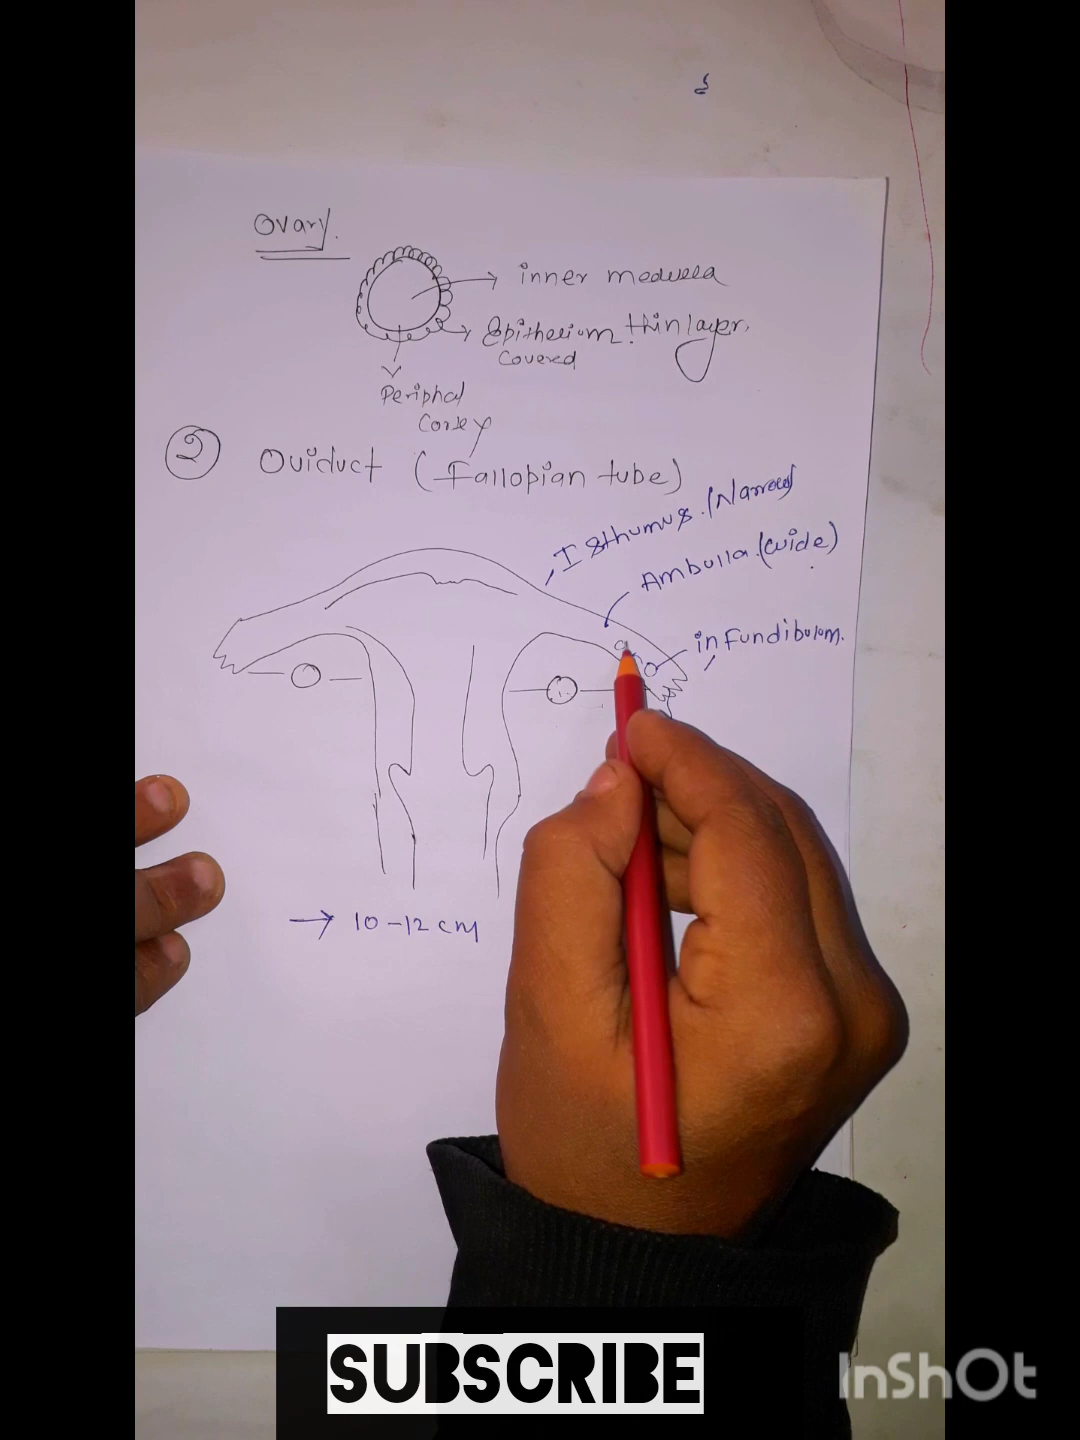 Ovary.
inner medulla
Epithelium thin layer.
Covered
Periphal
Cortex
2 Oviduct (Fallopian tube)
Isthumus. (Narrow)
Ambulla. (wide)
infundibulum.
→ 10-12 cm
SUBSCRIBE
InShOt